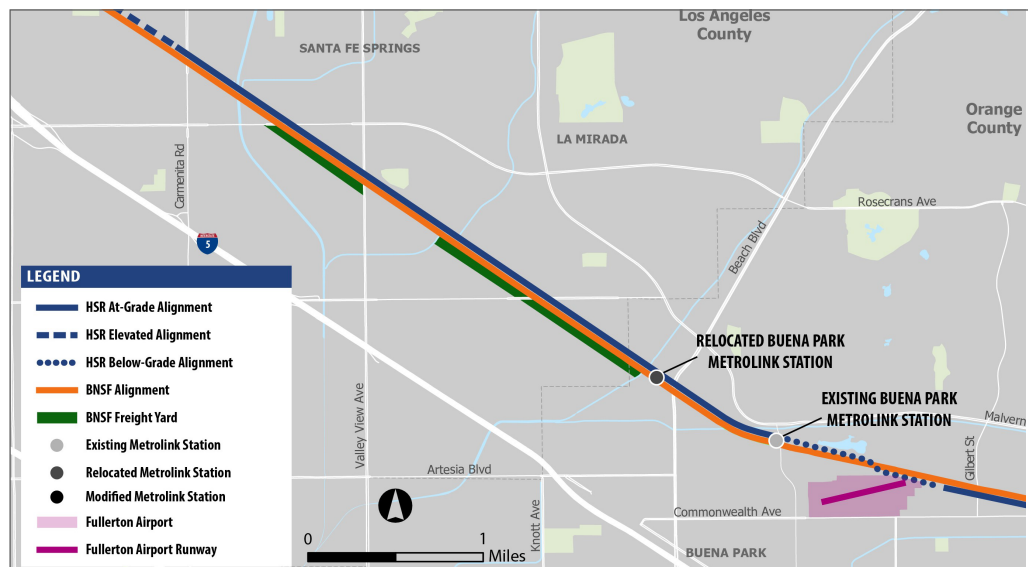 Los Angeles
County
SANTA FE SPRINGS
Orange
County
LA MIRADA
Carmenita Rd
Rosecrans Ave
Beach Blvd
INTERSTATE
5
LEGEND
HSR At-Grade Alignment
HSR Elevated Alignment
HSR Below-Grade Alignment
BNSF Alignment
BNSF Freight Yard
Existing Metrolink Station
Relocated Metrolink Station
Modified Metrolink Station
Fullerton Airport
Fullerton Airport Runway
RELOCATED BUENA PARK
METROLINK STATION
EXISTING BUENA PARK
METROLINK STATION
Malvern
Valley View Ave
Artesia Blvd
Gilbert St
Knott Ave
Commonwealth Ave
BUENA PARK
0 1
Miles